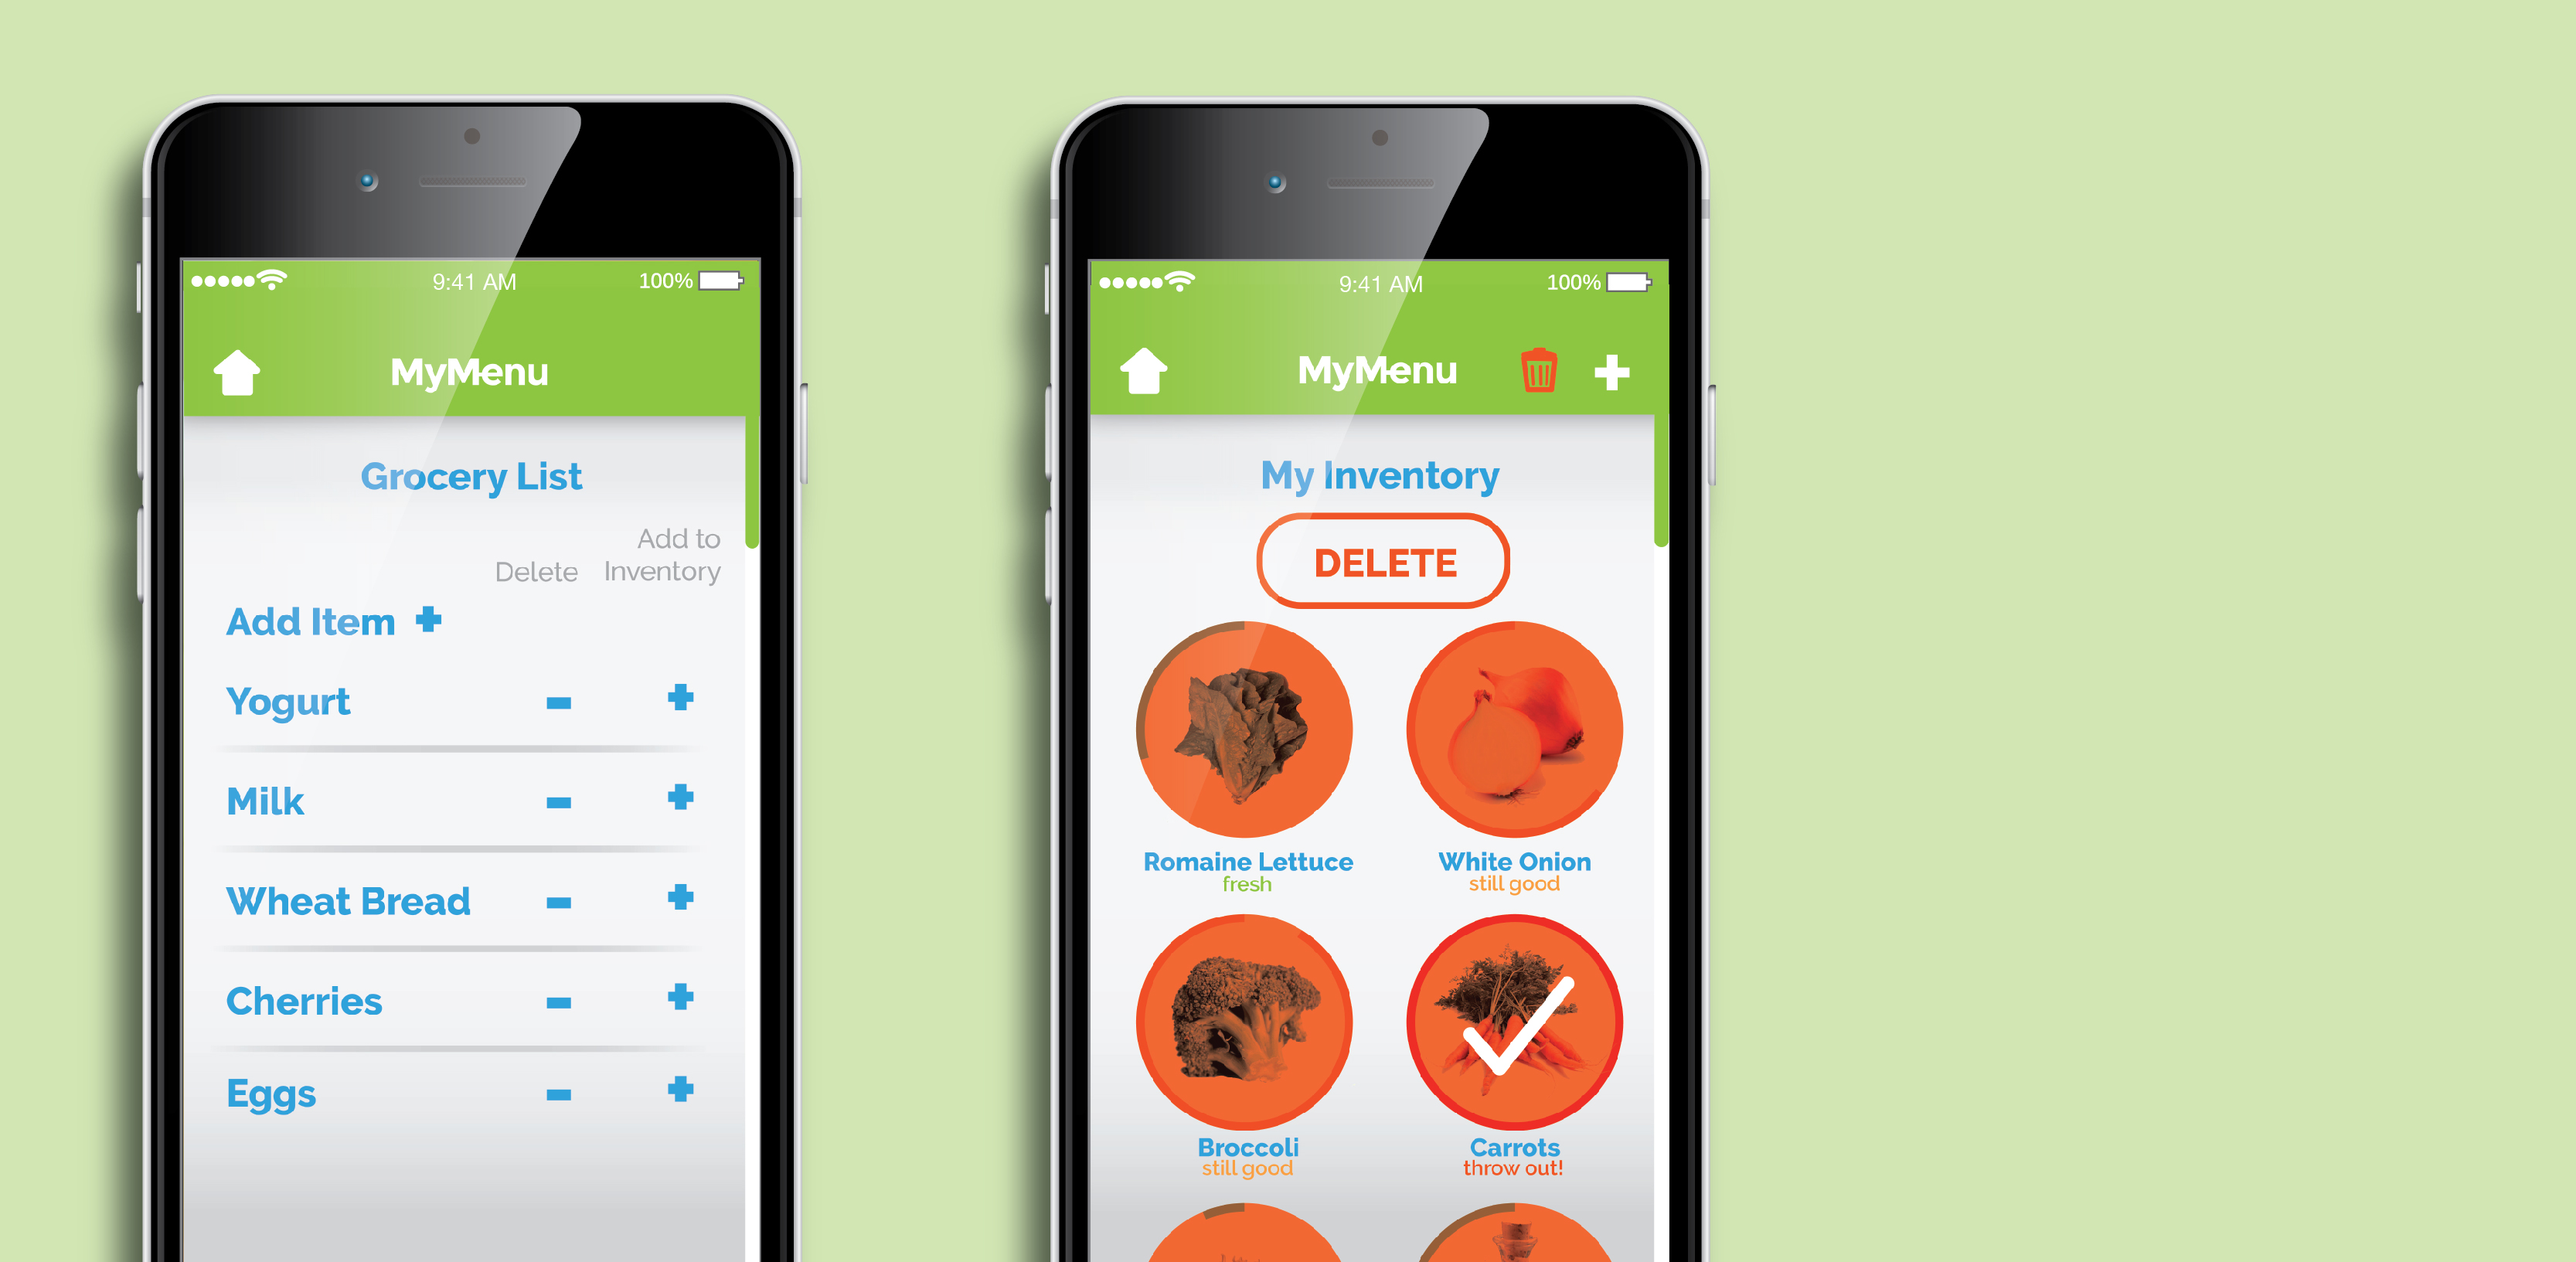 9:41 AM
100%
MyMenu
Grocery List
Delete
Add to
Inventory
Add Item +
Yogurt - +
Milk - +
Wheat Bread - +
Cherries - +
Eggs - +
9:41 AM
100%
MyMenu +
My Inventory
DELETE
Romaine Lettuce
fresh
White Onion
still good
Broccoli
still good
Carrots
throw out!